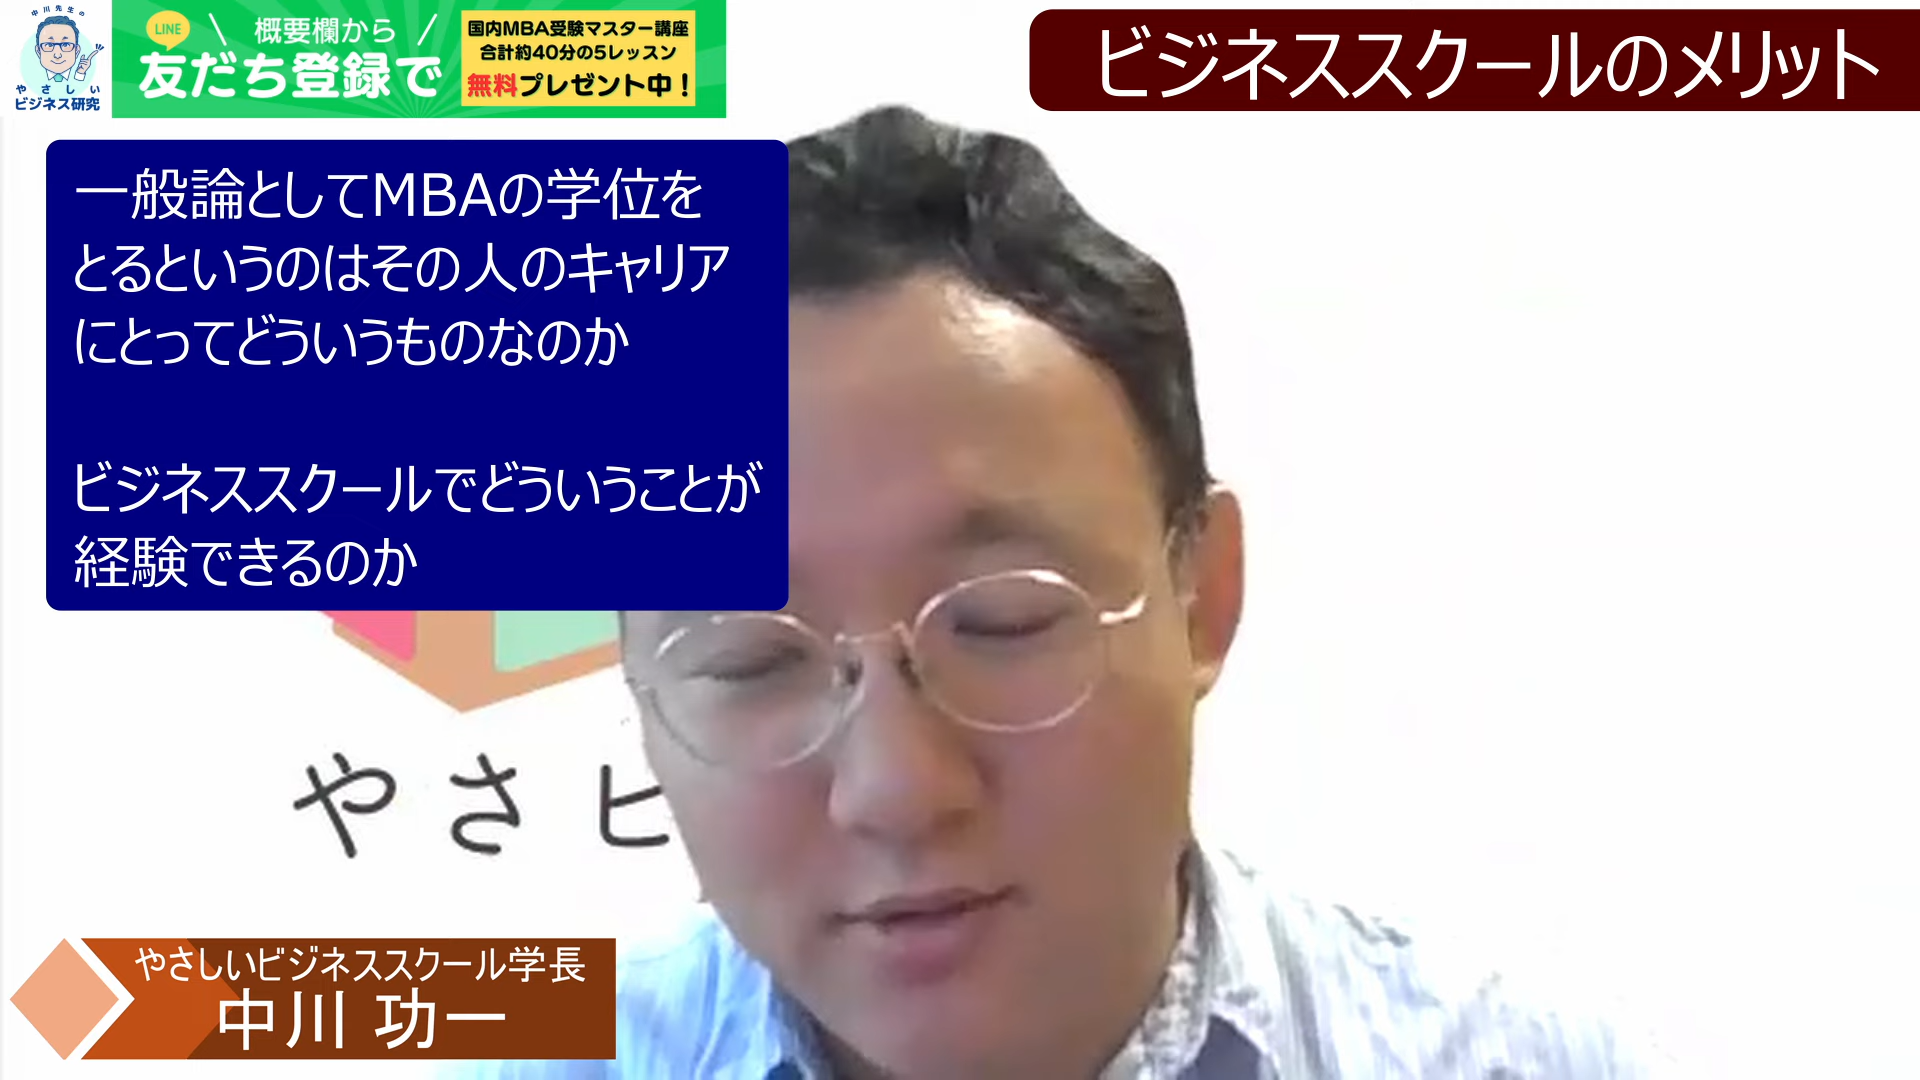 中川先生の
やさしい
ビジネス研究
LINE
\ 概要欄から /
友だち登録で
国内MBA受験マスター講座
合計約40分の5レッスン
無料プレゼント中！
ビジネススクールのメリット
一般論としてMBAの学位を
とるというのはその人のキャリア
にとってどういうものなのか
ビジネススクールでどういうことが
経験できるのか
やさビ
やさしいビジネススクール学長
中川 功一